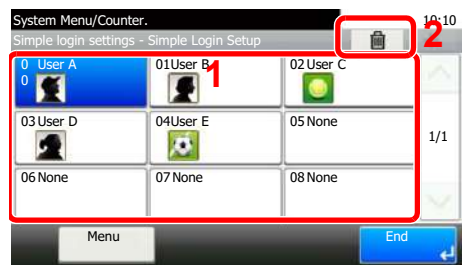 System Menu/Counter.
10:10
Simple login settings - Simple Login Setup
2
0 User A
0
01User B
1
02 User C
03 User D
04User E
05 None
1/1
06 None
07 None
08 None
Menu
End